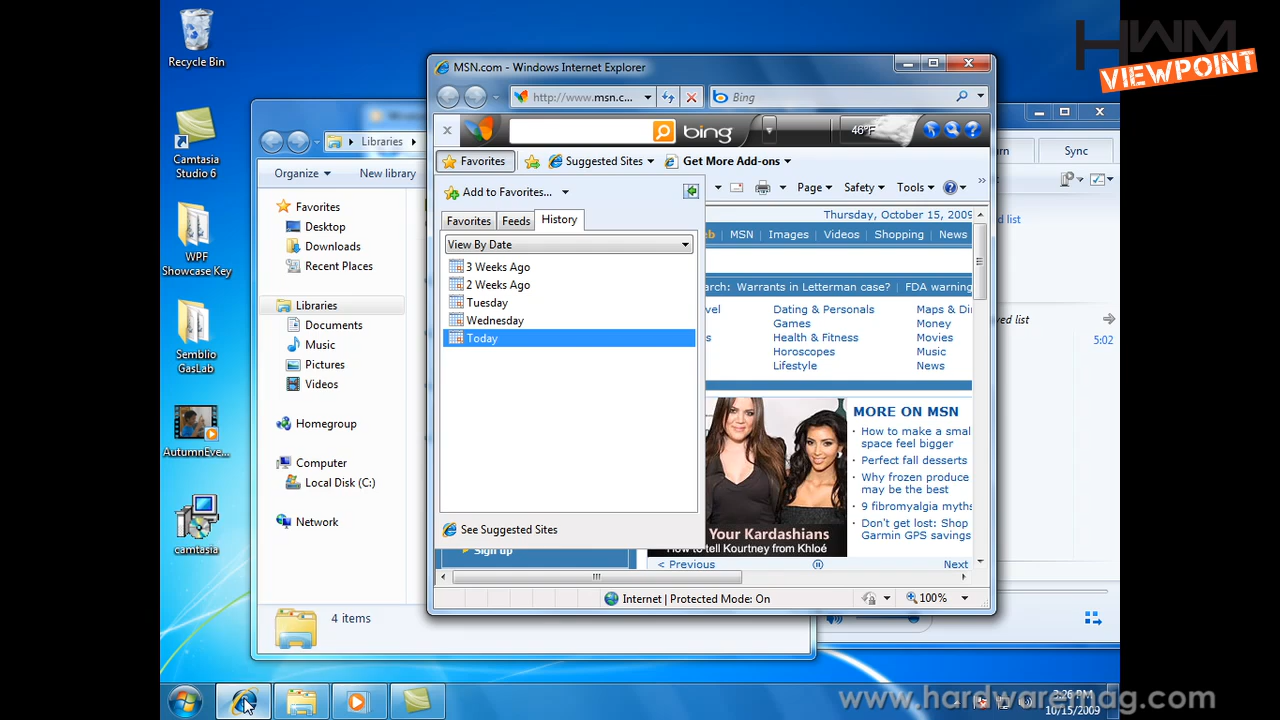 HWM
VIEWPOINT
Recycle Bin
Camtasia
Studio 6
WPF
Showcase Key
Semblio
GasLab
AutumnEve...
camtasia
Libraries
Organize
New library
Favorites
Desktop
Downloads
Recent Places
Libraries
Documents
Music
Pictures
Videos
Homegroup
Computer
Local Disk (C:)
Network
4 items
MSN.com - Windows Internet Explorer
http://www.msn.c...
Bing
bing
46°F
Favorites
Suggested Sites
Get More Add-ons
Add to Favorites...
Page
Safety
Tools
Favorites
Feeds
History
View By Date
3 Weeks Ago
2 Weeks Ago
Tuesday
Wednesday
Today
See Suggested Sites
Sign up
Thursday, October 15, 2009
MSN Images Videos Shopping News
Warrants in Letterman case? FDA warning
Dating & Personals
Games
Health & Fitness
Horoscopes
Lifestyle
Maps & Di
Money
Movies
Music
News
MORE ON MSN
How to make a smal
space feel bigger
Perfect fall desserts
Why frozen produce
may be the best
9 fibromyalgia myths
Don't get lost: Shop
Garmin GPS savings
Your Kardashians
How to tell Kourtney from Khloé
< Previous
Next
Internet | Protected Mode: On
100%
Sync
list
list
5:02
3:26 PM
10/15/2009
www.hardwaremag.com